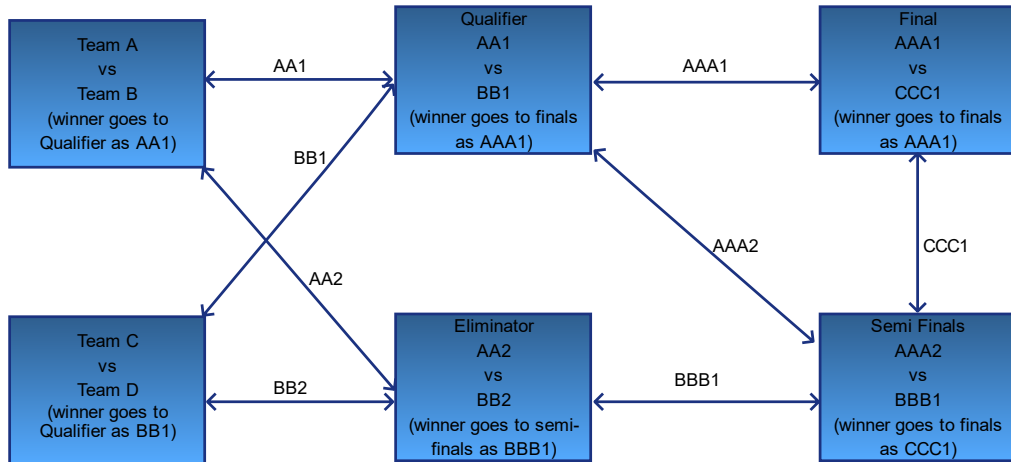 Team A
vs
Team B
(winner goes to
Qualifier as AA1)
AA1
Qualifier
AA1
vs
BB1
(winner goes to finals
as AAA1)
AAA1
Final
AAA1
vs
CCC1
(winner goes to finals
as AAA1)
BB1
AA2
AAA2
CCC1
Team C
vs
Team D
(winner goes to
Qualifier as BB1)
BB2
Eliminator
AA2
vs
BB2
(winner goes to semi-
finals as BBB1)
BBB1
Semi Finals
AAA2
vs
BBB1
(winner goes to finals
as CCC1)